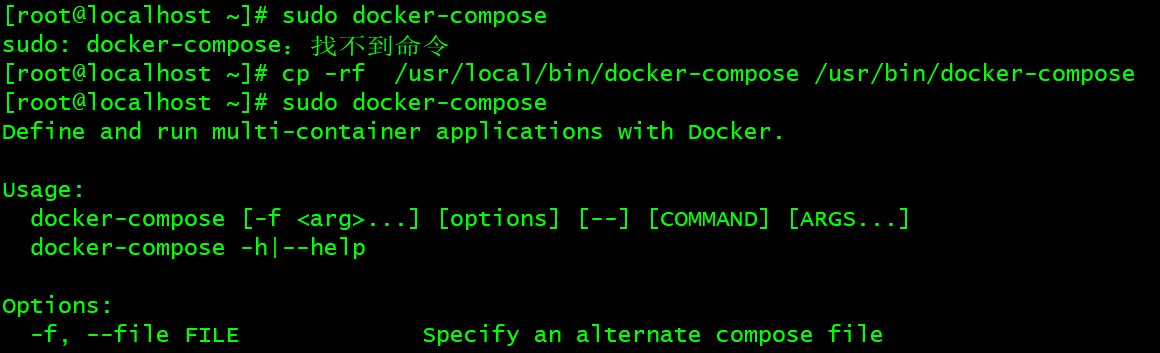 [root@localhost ~]# sudo docker-compose
sudo: docker-compose：找不到命令
[root@localhost ~]# cp -rf  /usr/local/bin/docker-compose /usr/bin/docker-compose
[root@localhost ~]# sudo docker-compose
Define and run multi-container applications with Docker.

Usage:
  docker-compose [-f <arg>...] [options] [--] [COMMAND] [ARGS...]
  docker-compose -h|--help

Options:
  -f, --file FILE             Specify an alternate compose file